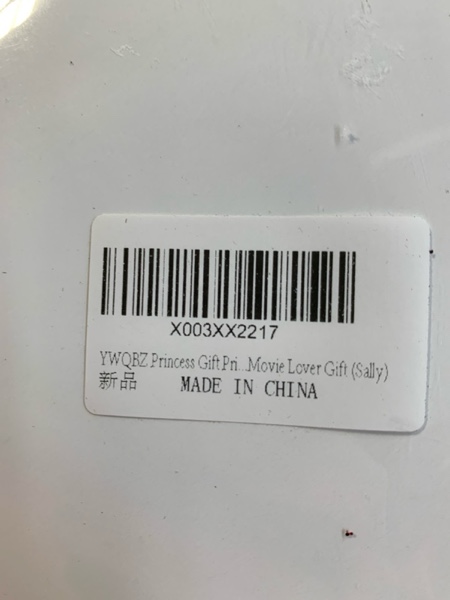 X003XX2217
YWQBZ Princess Gift Pri...Movie Lover Gift (Sally)
新品 MADE IN CHINA